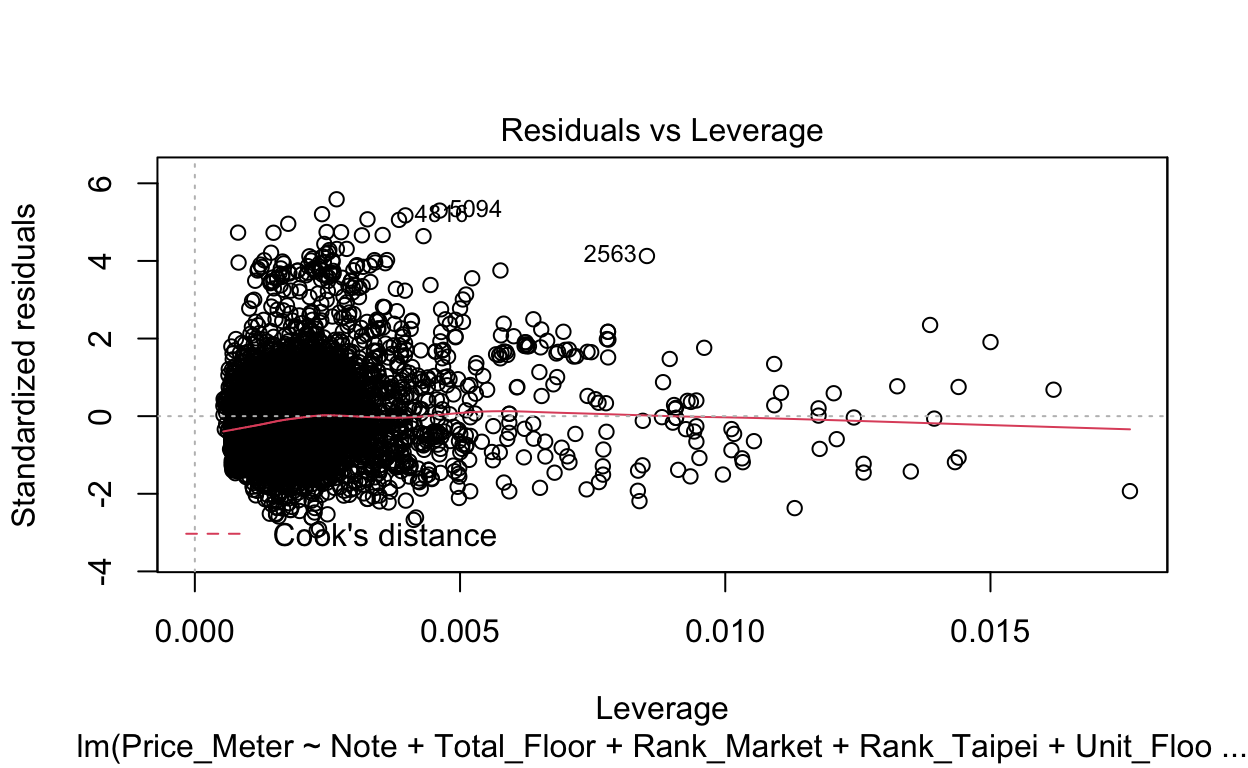 Residuals vs Leverage
Standardized residuals
6
4
2
0
-2
-4
4816
5094
2563
Cook's distance
0.000 0.005 0.010 0.015
Leverage
lm(Price_Meter ~ Note + Total_Floor + Rank_Market + Rank_Taipei + Unit_Floo ...